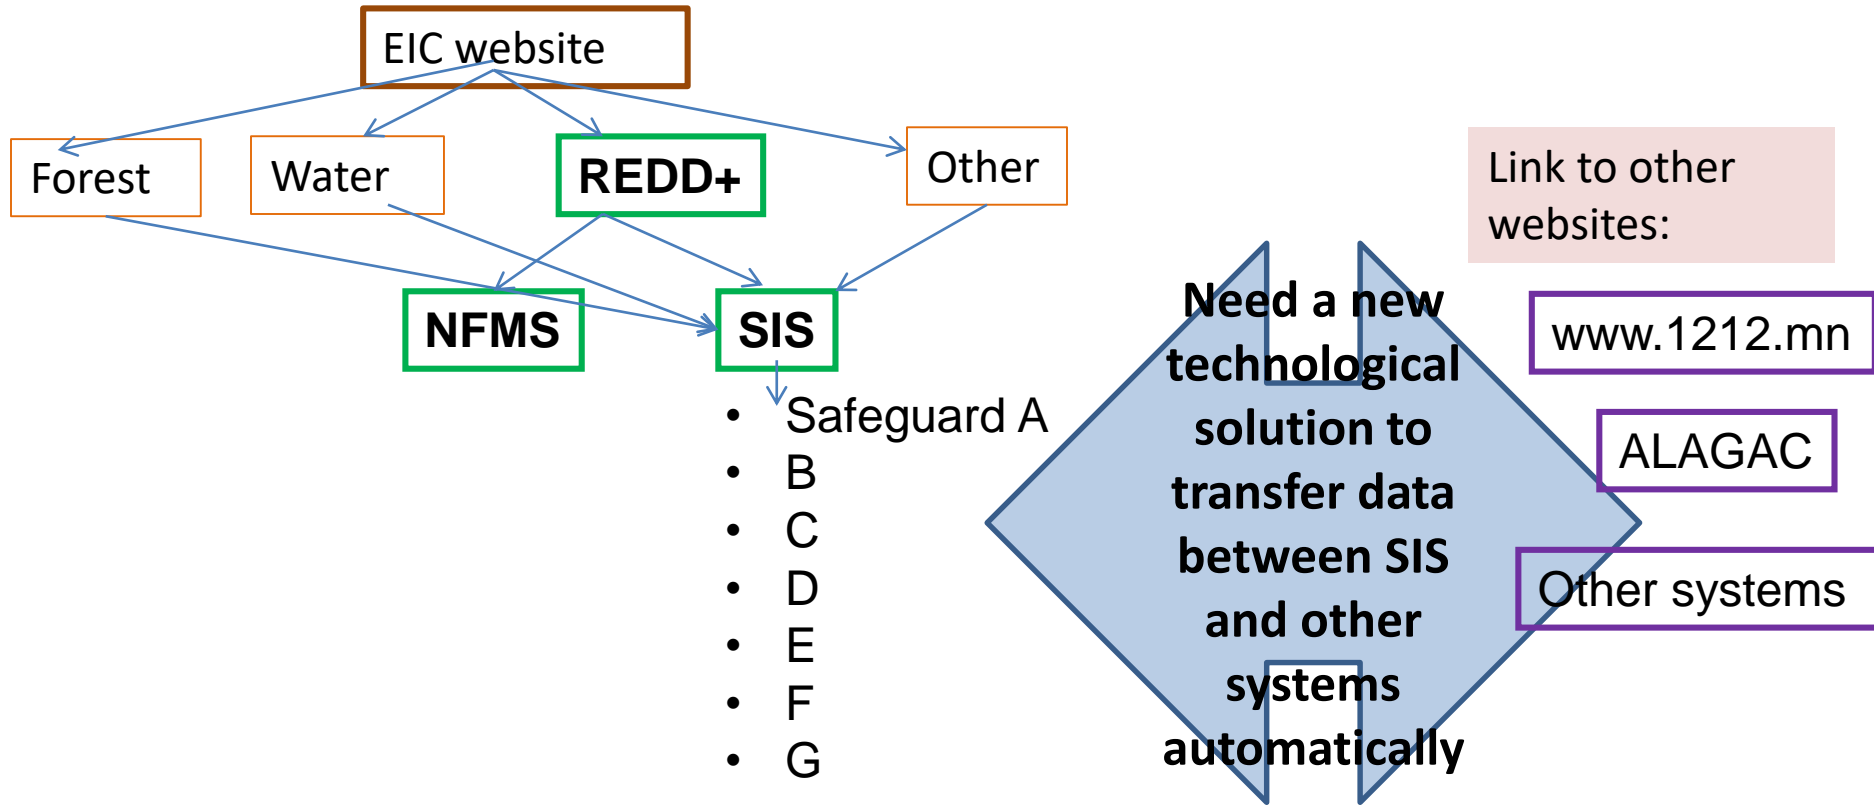 EIC website
Forest
Water
REDD+
Other
NFMS
SIS
• Safeguard A
• B
• C
• D
• E
• F
• G
Need a new
technological
solution to
transfer data
between SIS
and other
systems
automatically
Link to other
websites:
www.1212.mn
ALAGAC
Other systems